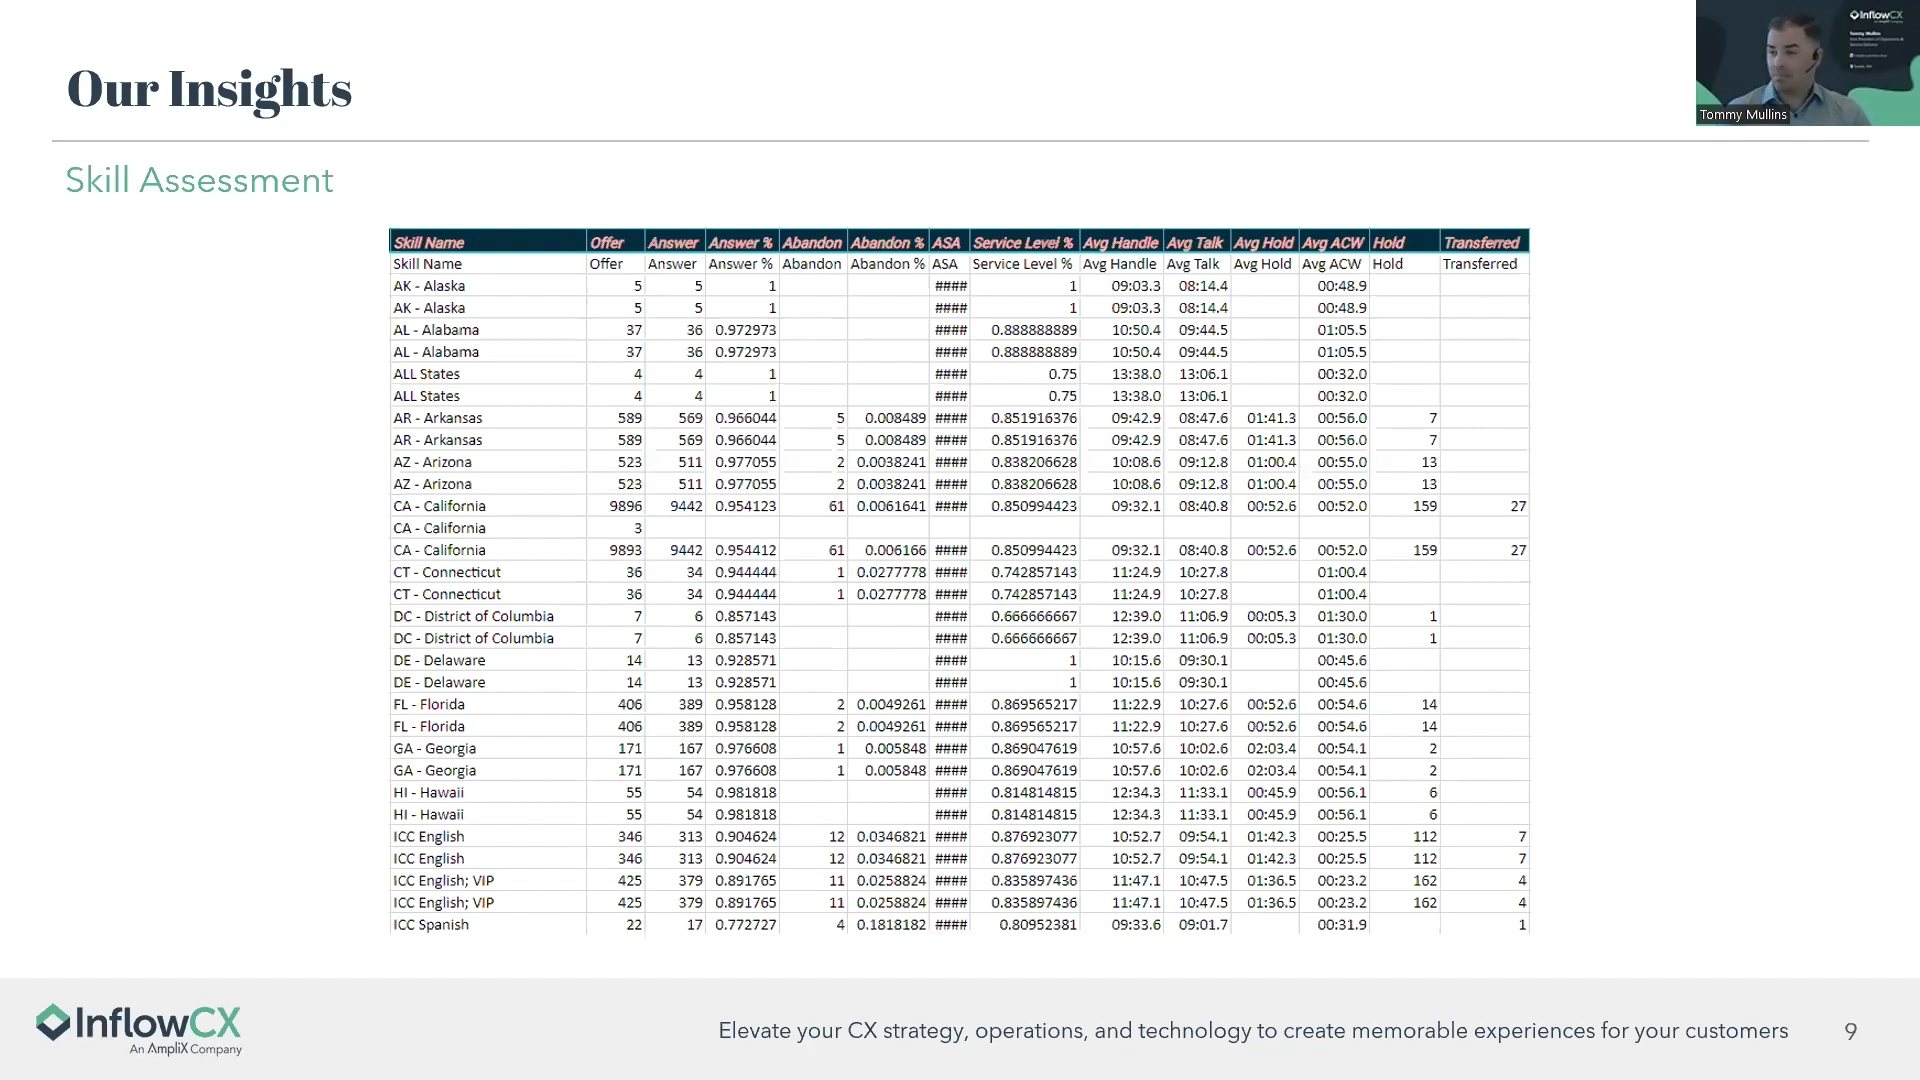 Our Insights
InflowCX
Tommy Mullins
Tommy Mullins
Skill Assessment
Skill Name Offer Answer Answer % Abandon Abandon % ASA Service Level % Avg Handle Avg Talk Avg Hold Avg ACW Hold Transferred
Skill Name Offer Answer Answer % Abandon Abandon % ASA Service Level % Avg Handle Avg Talk Avg Hold Avg ACW Hold Transferred
AK - Alaska 5 5 1 #### 1 09:03.3 08:14.4 00:48.9
AK - Alaska 5 5 1 #### 1 09:03.3 08:14.4 00:48.9
AL - Alabama 37 36 0.972973 #### 0.888888889 10:50.4 09:44.5 01:05.5
AL - Alabama 37 36 0.972973 #### 0.888888889 10:50.4 09:44.5 01:05.5
ALL States 4 4 1 #### 0.75 13:38.0 13:06.1 00:32.0
ALL States 4 4 1 #### 0.75 13:38.0 13:06.1 00:32.0
AR - Arkansas 589 569 0.966044 5 0.008489 #### 0.851916376 09:42.9 08:47.6 01:41.3 00:56.0 7
AR - Arkansas 589 569 0.966044 5 0.008489 #### 0.851916376 09:42.9 08:47.6 01:41.3 00:56.0 7
AZ - Arizona 523 511 0.977055 2 0.0038241 #### 0.838206628 10:08.6 09:12.8 01:00.4 00:55.0 13
AZ - Arizona 523 511 0.977055 2 0.0038241 #### 0.838206628 10:08.6 09:12.8 01:00.4 00:55.0 13
CA - California 9896 9442 0.954123 61 0.0061641 #### 0.850994423 09:32.1 08:40.8 00:52.6 00:52.0 159 27
CA - California 3
CA - California 9893 9442 0.954412 61 0.006166 #### 0.850994423 09:32.1 08:40.8 00:52.6 00:52.0 159 27
CT - Connecticut 36 34 0.944444 1 0.0277778 #### 0.742857143 11:24.9 10:27.8 01:00.4
CT - Connecticut 36 34 0.944444 1 0.0277778 #### 0.742857143 11:24.9 10:27.8 01:00.4
DC - District of Columbia 7 6 0.857143 #### 0.666666667 12:39.0 11:06.9 00:05.3 01:30.0 1
DC - District of Columbia 7 6 0.857143 #### 0.666666667 12:39.0 11:06.9 00:05.3 01:30.0 1
DE - Delaware 14 13 0.928571 #### 1 10:15.6 09:30.1 00:45.6
DE - Delaware 14 13 0.928571 #### 1 10:15.6 09:30.1 00:45.6
FL - Florida 406 389 0.958128 2 0.0049261 #### 0.869565217 11:22.9 10:27.6 00:52.6 00:54.6 14
FL - Florida 406 389 0.958128 2 0.0049261 #### 0.869565217 11:22.9 10:27.6 00:52.6 00:54.6 14
GA - Georgia 171 167 0.976608 1 0.005848 #### 0.869047619 10:57.6 10:02.6 02:03.4 00:54.1 2
GA - Georgia 171 167 0.976608 1 0.005848 #### 0.869047619 10:57.6 10:02.6 02:03.4 00:54.1 2
HI - Hawaii 55 54 0.981818 #### 0.814814815 12:34.3 11:33.1 00:45.9 00:56.1 6
HI - Hawaii 55 54 0.981818 #### 0.814814815 12:34.3 11:33.1 00:45.9 00:56.1 6
ICC English 346 313 0.904624 12 0.0346821 #### 0.876923077 10:52.7 09:54.1 01:42.3 00:25.5 112 7
ICC English 346 313 0.904624 12 0.0346821 #### 0.876923077 10:52.7 09:54.1 01:42.3 00:25.5 112 7
ICC English; VIP 425 379 0.891765 11 0.0258824 #### 0.835897436 11:47.1 10:47.5 01:36.5 00:23.2 162 4
ICC English; VIP 425 379 0.891765 11 0.0258824 #### 0.835897436 11:47.1 10:47.5 01:36.5 00:23.2 162 4
ICC Spanish 22 17 0.772727 4 0.1818182 #### 0.80952381 09:33.6 09:01.7 00:31.9 1
InflowCX
An AmpliX Company
Elevate your CX strategy, operations, and technology to create memorable experiences for your customers 9